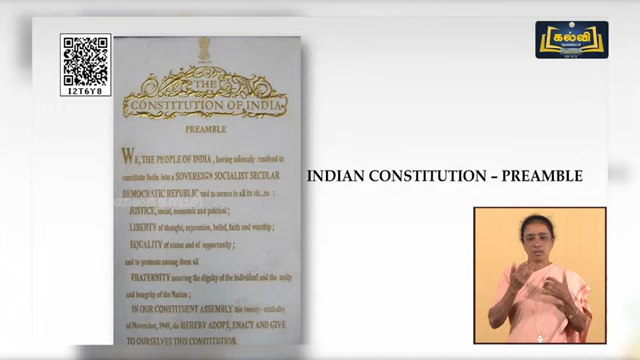 கல்வி
I2T6Y8
THE
CONSTITUTION OF INDIA
PREAMBLE
WE, THE PEOPLE OF INDIA, having solemnly resolved to
constitute India into a SOVEREIGN SOCIALIST SECULAR
DEMOCRATIC REPUBLIC and to secure to all its
JUSTICE, social, economic and political;
LIBERTY of thought, expression, belief, faith and worship;
EQUALITY of status and of opportunity;
and to promote among them all
FRATERNITY assuring the dignity of the individual and the unity
and integrity of the Nation;
IN OUR CONSTITUENT ASSEMBLY this twenty-sixth day
of November, 1949, do HEREBY ADOPT, ENACT AND GIVE
TO OURSELVES THIS CONSTITUTION.
INDIAN CONSTITUTION – PREAMBLE